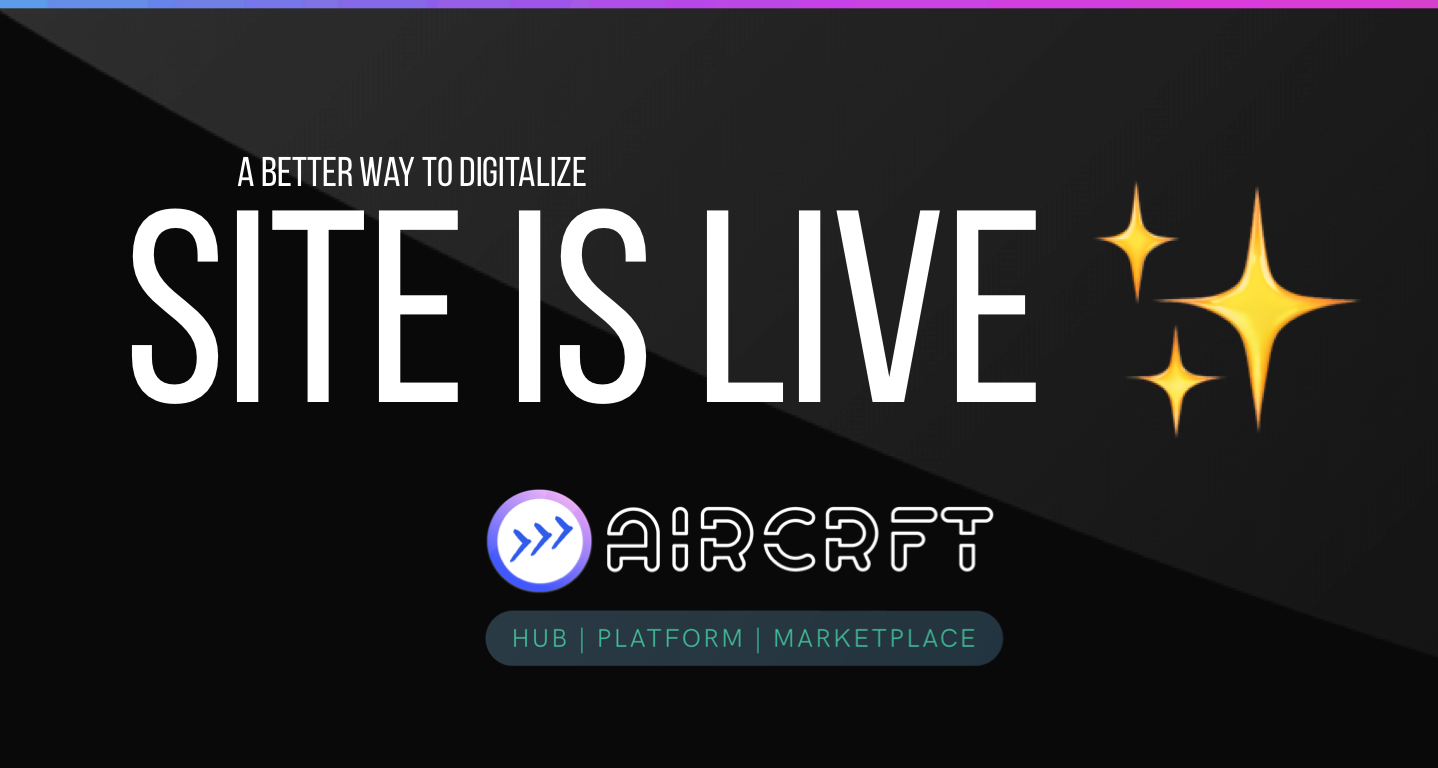 A BETTER WAY TO DIGITALIZE
SITE IS LIVE
AIRCRFT
HUB | PLATFORM | MARKETPLACE